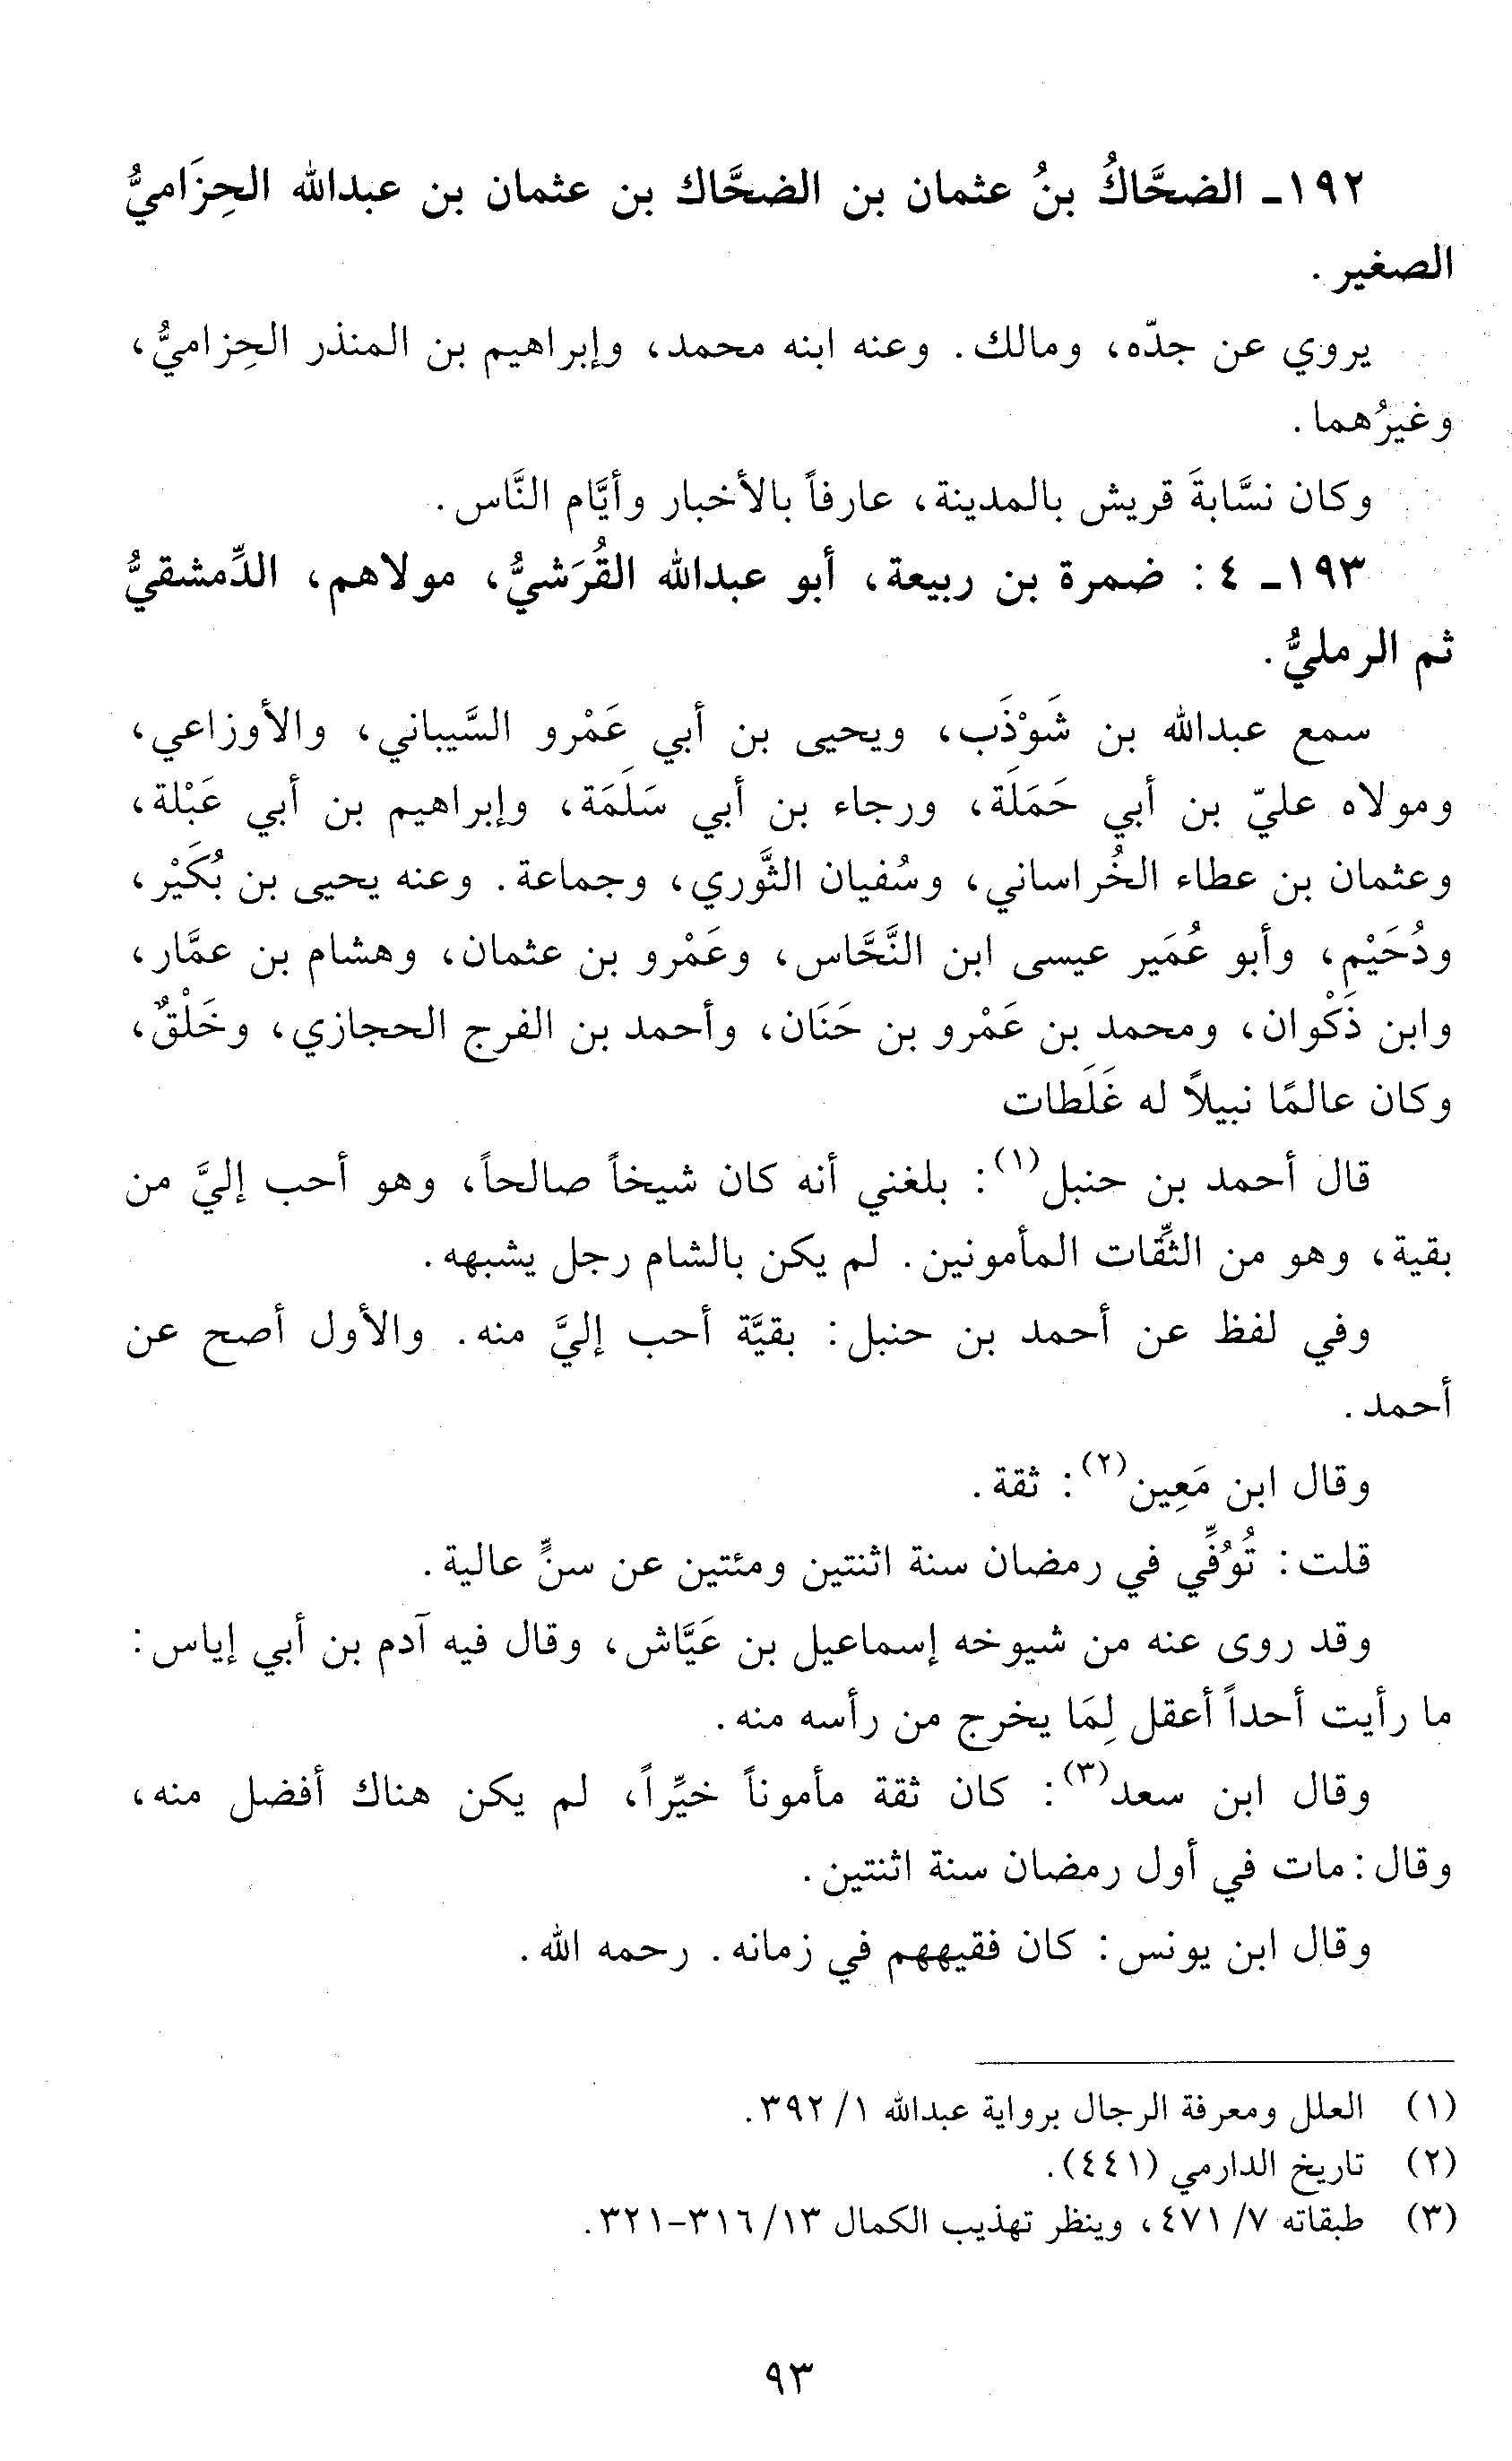 ١٩٢ـ الضحَّاكُ بنُ عثمان بن الضحَّاك بن عثمان بن عبدالله الحِزَاميُّ
الصغير.
يروي عن جدّه، ومالك. وعنه ابنه محمد، وإبراهيم بن المنذر الحِزاميُّ،
وغيرُهما.
وكان نسَّابةَ قريش بالمدينة، عارفاً بالأخبار وأيَّام النَّاس.
١٩٣ـ ٤: ضمرة بن ربيعة، أبو عبدالله القُرَشيُّ، مولاهم، الدِّمشقيُّ
ثم الرمليُّ.
سمع عبدالله بن شَوْذَب، ويحيى بن أبي عَمْرو السَّيباني، والأوزاعي،
ومولاه عليّ بن أبي حَمَلَة، ورجاء بن أبي سَلَمَة، وإبراهيم بن أبي عَبْلة،
وعثمان بن عطاء الخُراساني، وسُفيان الثَّوري، وجماعة. وعنه يحيى بن بُكَيْر،
ودُحَيْم، وأبو عُمَير عيسى ابن النَّحَّاس، وعَمْرو بن عثمان، وهشام بن عمَّار،
وابن ذَكْوان، ومحمد بن عَمْرو بن حَنَان، وأحمد بن الفرج الحجازي، وخَلْقٌ،
وكان عالمًا نبيلاً له غَلَطات
قال أحمد بن حنبل(١): بلغني أنه كان شيخاً صالحاً، وهو أحب إليَّ من
بقية، وهو من الثِّقات المأمونين. لم يكن بالشام رجل يشبهه.
وفي لفظ عن أحمد بن حنبل: بقيَّة أحب إليَّ منه. والأول أصح عن
أحمد.
وقال ابن مَعِين(٢): ثقة.
قلت: تُوُفِّي في رمضان سنة اثنتين ومئتين عن سنٍّ عالية.
وقد روى عنه من شيوخه إسماعيل بن عَيَّاش، وقال فيه آدم بن أبي إياس:
ما رأيت أحداً أعقل لِمَا يخرج من رأسه منه.
وقال ابن سعد(٣): كان ثقة مأموناً خيِّراً، لم يكن هناك أفضل منه،
وقال: مات في أول رمضان سنة اثنتين.
وقال ابن يونس: كان فقيههم في زمانه. رحمه الله.
(١) العلل ومعرفة الرجال برواية عبدالله ١/ ٣٩٢.
(٢) تاريخ الدارمي (٤٤١).
(٣) طبقاته ٧/ ٤٧١، وينظر تهذيب الكمال ١٣/ ٣١٦-٣٢١.
٩٣